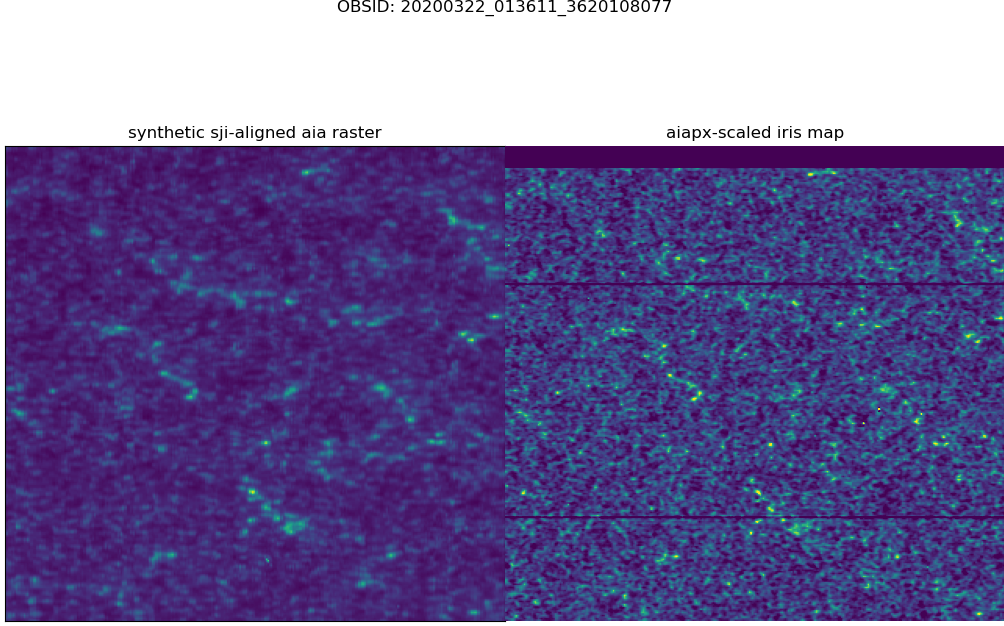 OBSID: 20200322_013611_3620108077
synthetic sji-aligned aia raster
aiapx-scaled iris map